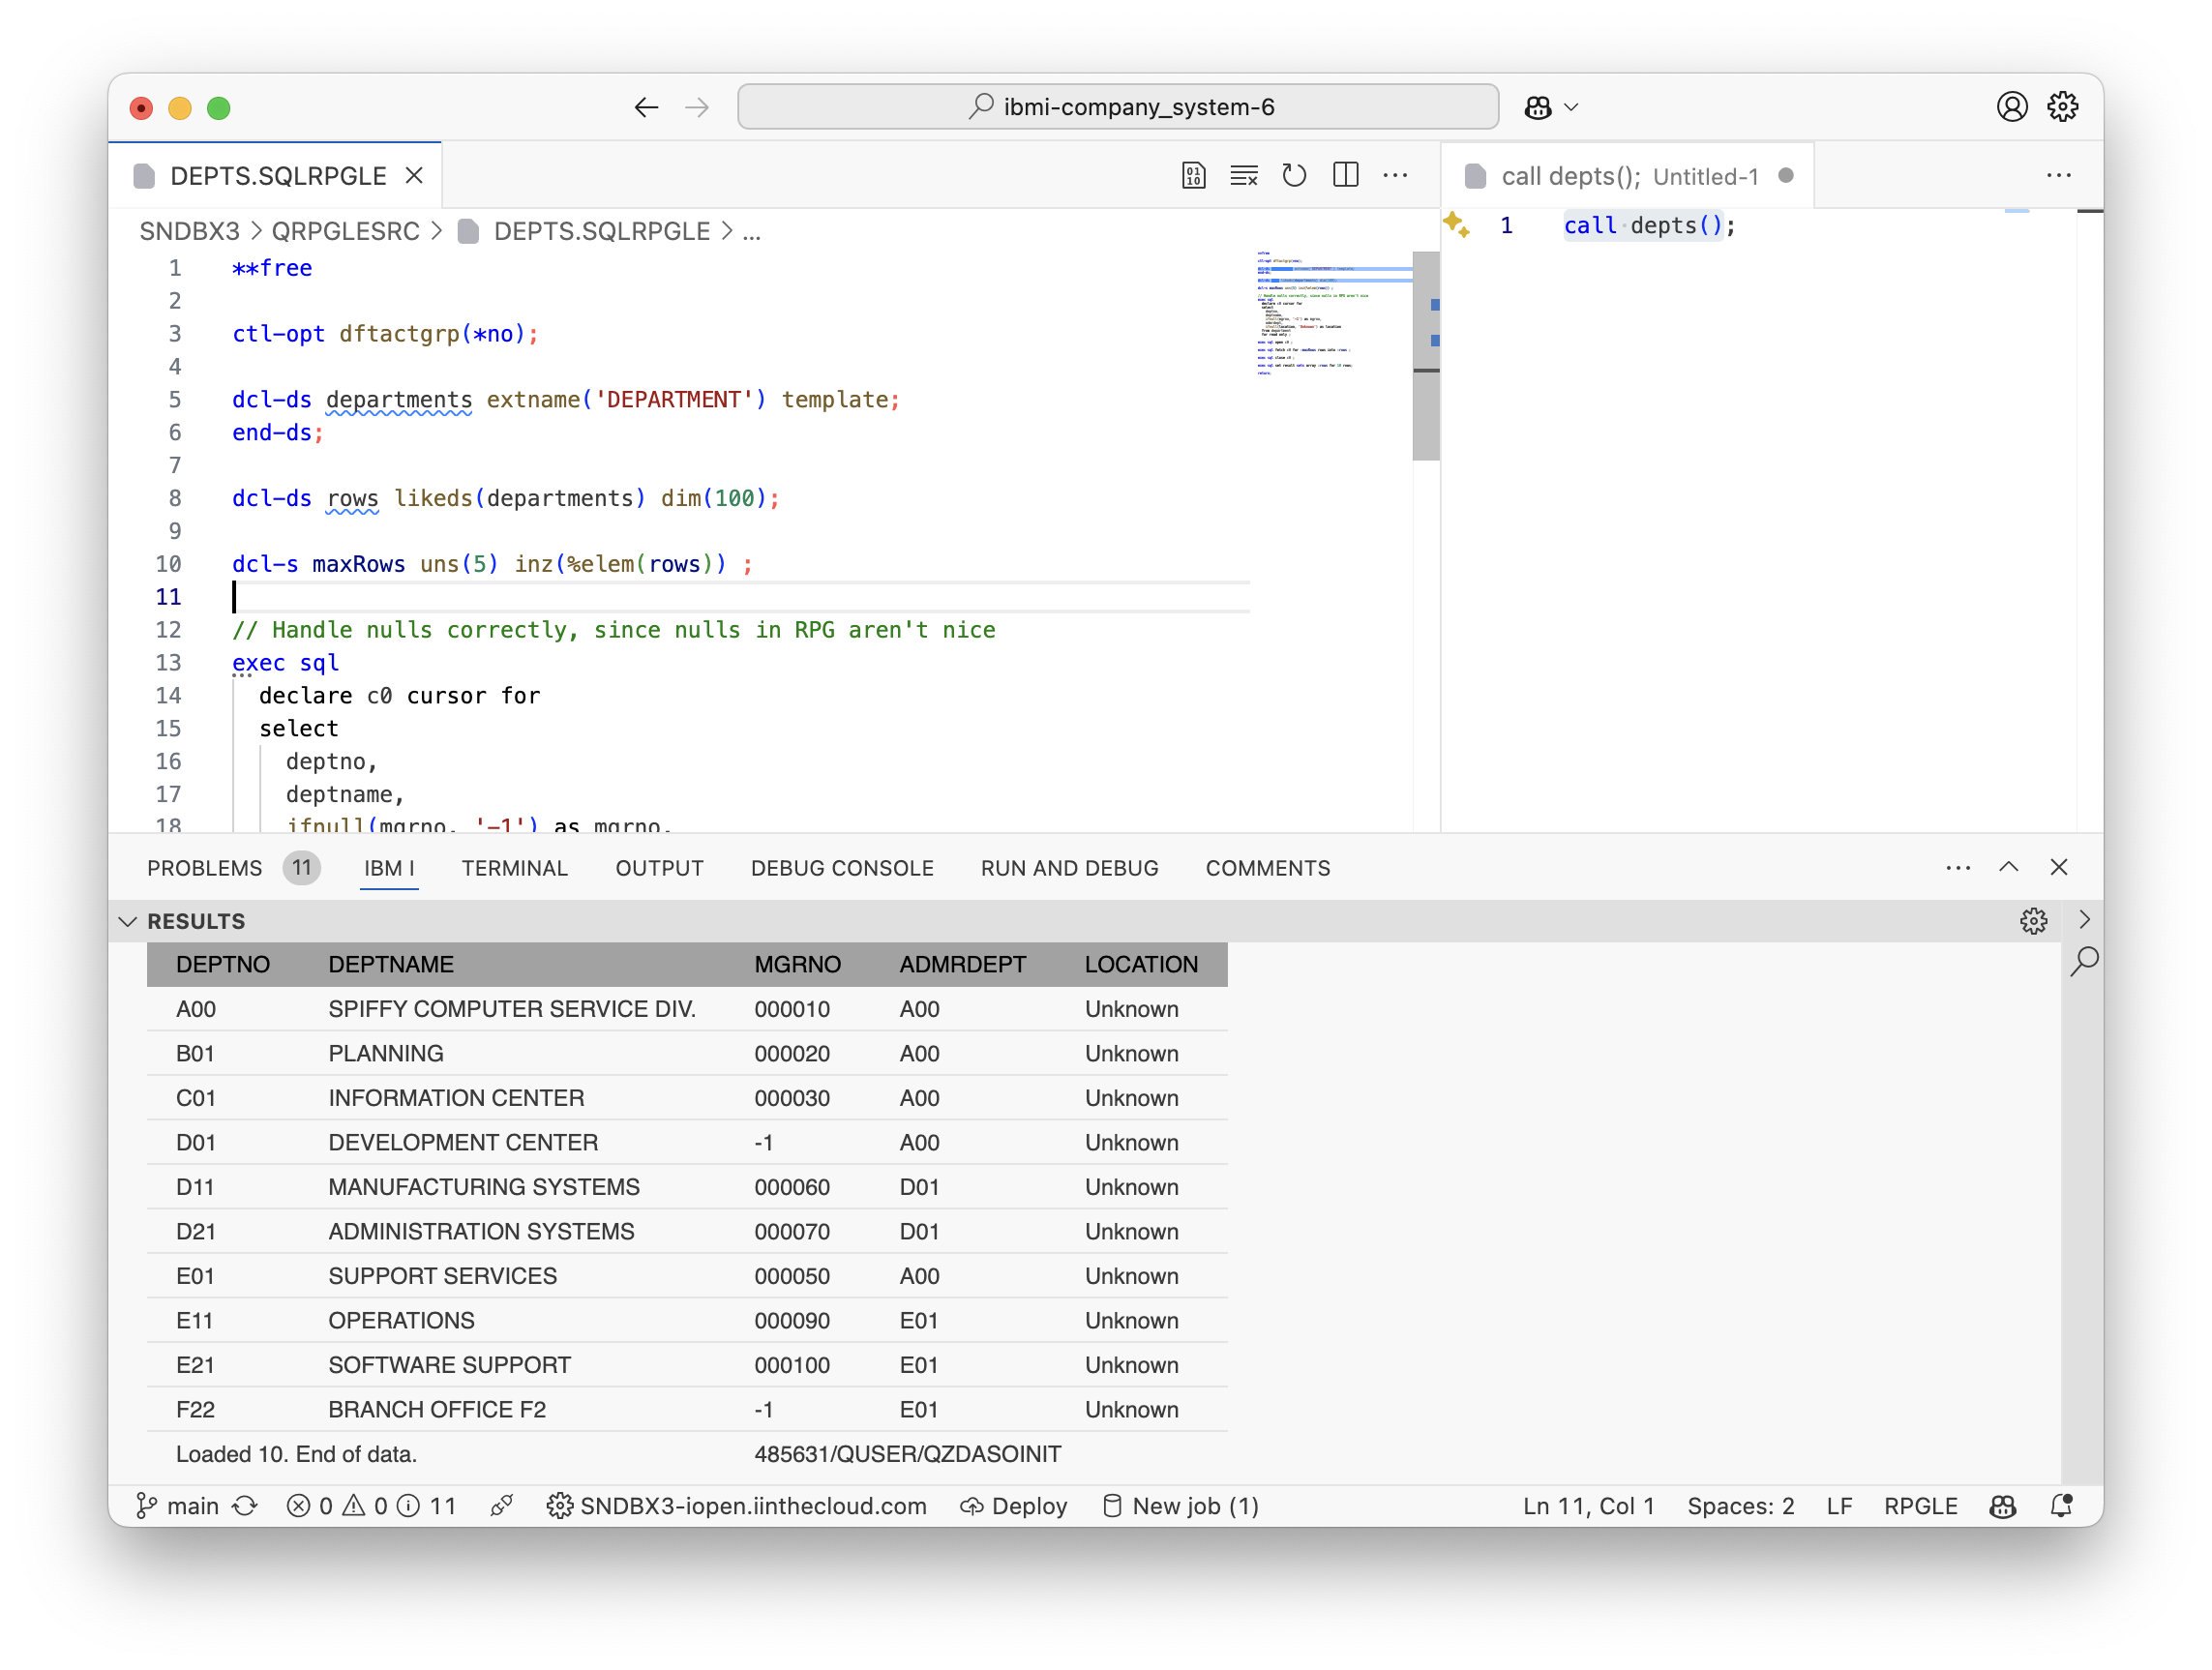 ibmi-company_system-6
DEPTS.SQLRPGLE
call depts(); Untitled-1
SNDBX3 > QRPGLESRC > DEPTS.SQLRPGLE > ...
1 **free
2
3 ctl-opt dftactgrp(*no);
4
5 dcl-ds departments extname('DEPARTMENT') template;
6 end-ds;
7
8 dcl-ds rows likeds(departments) dim(100);
9
10 dcl-s maxRows uns(5) inz(%elem(rows)) ;
11
12 // Handle nulls correctly, since nulls in RPG aren't nice
13 exec sql
14 declare c0 cursor for
15 select
16 deptno,
17 deptname,
18 ifnull(mgrno, '-1') as mgrno,
1 call depts();
PROBLEMS 11 IBM I TERMINAL OUTPUT DEBUG CONSOLE RUN AND DEBUG COMMENTS
RESULTS
DEPTNO DEPTNAME MGRNO ADMRDEPT LOCATION
A00 SPIFFY COMPUTER SERVICE DIV. 000010 A00 Unknown
B01 PLANNING 000020 A00 Unknown
C01 INFORMATION CENTER 000030 A00 Unknown
D01 DEVELOPMENT CENTER -1 A00 Unknown
D11 MANUFACTURING SYSTEMS 000060 D01 Unknown
D21 ADMINISTRATION SYSTEMS 000070 D01 Unknown
E01 SUPPORT SERVICES 000050 A00 Unknown
E11 OPERATIONS 000090 E01 Unknown
E21 SOFTWARE SUPPORT 000100 E01 Unknown
F22 BRANCH OFFICE F2 -1 E01 Unknown
Loaded 10. End of data. 485631/QUSER/QZDASOINIT
main 0 0 11 SNDBX3-iopen.iinthecloud.com Deploy New job (1) Ln 11, Col 1 Spaces: 2 LF RPGLE